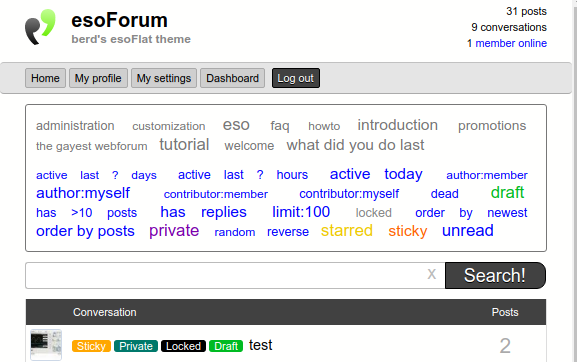 esoForum
berd's esoFlat theme
31 posts
9 conversations
1 member online
Home My profile My settings Dashboard Log out
administration customization eso faq howto introduction promotions
the gayest webforum tutorial welcome what did you do last
active last ? days active last ? hours active today author:member
author:myself contributor:member contributor:myself dead draft
has >10 posts has replies limit:100 locked order by newest
order by posts private random reverse starred sticky unread
x Search!
Conversation Posts
Sticky Private Locked Draft test 2